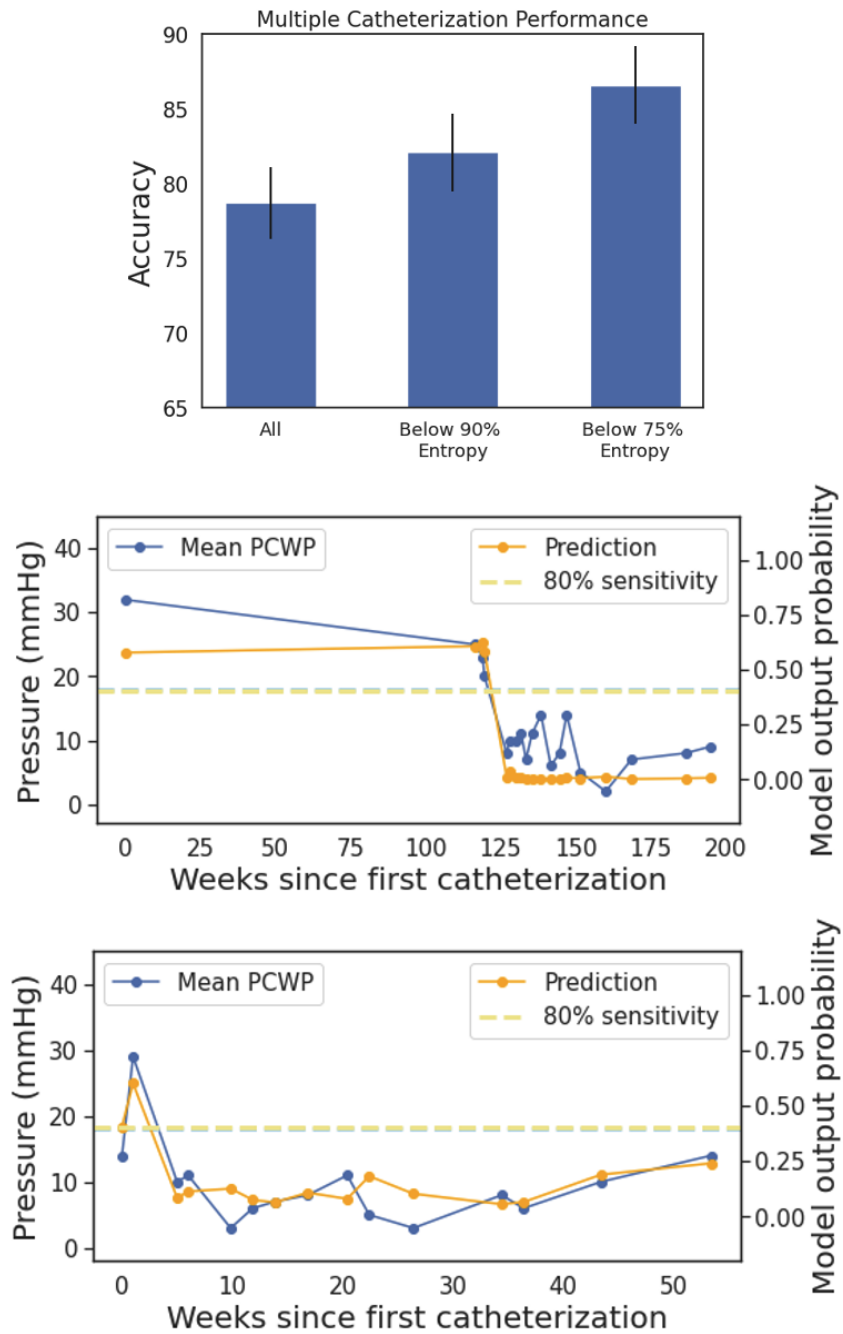 Multiple Catheterization Performance
90
85
80
75
70
65
Accuracy
All
Below 90%
Entropy
Below 75%
Entropy
Mean PCWP
Prediction
80% sensitivity
40
30
20
10
0
Pressure (mmHg)
1.00
0.75
0.50
0.25
0.00
Model output probability
0 25 50 75 100 125 150 175 200
Weeks since first catheterization
Mean PCWP
Prediction
80% sensitivity
40
30
20
10
0
Pressure (mmHg)
1.00
0.75
0.50
0.25
0.00
Model output probability
0 10 20 30 40 50
Weeks since first catheterization